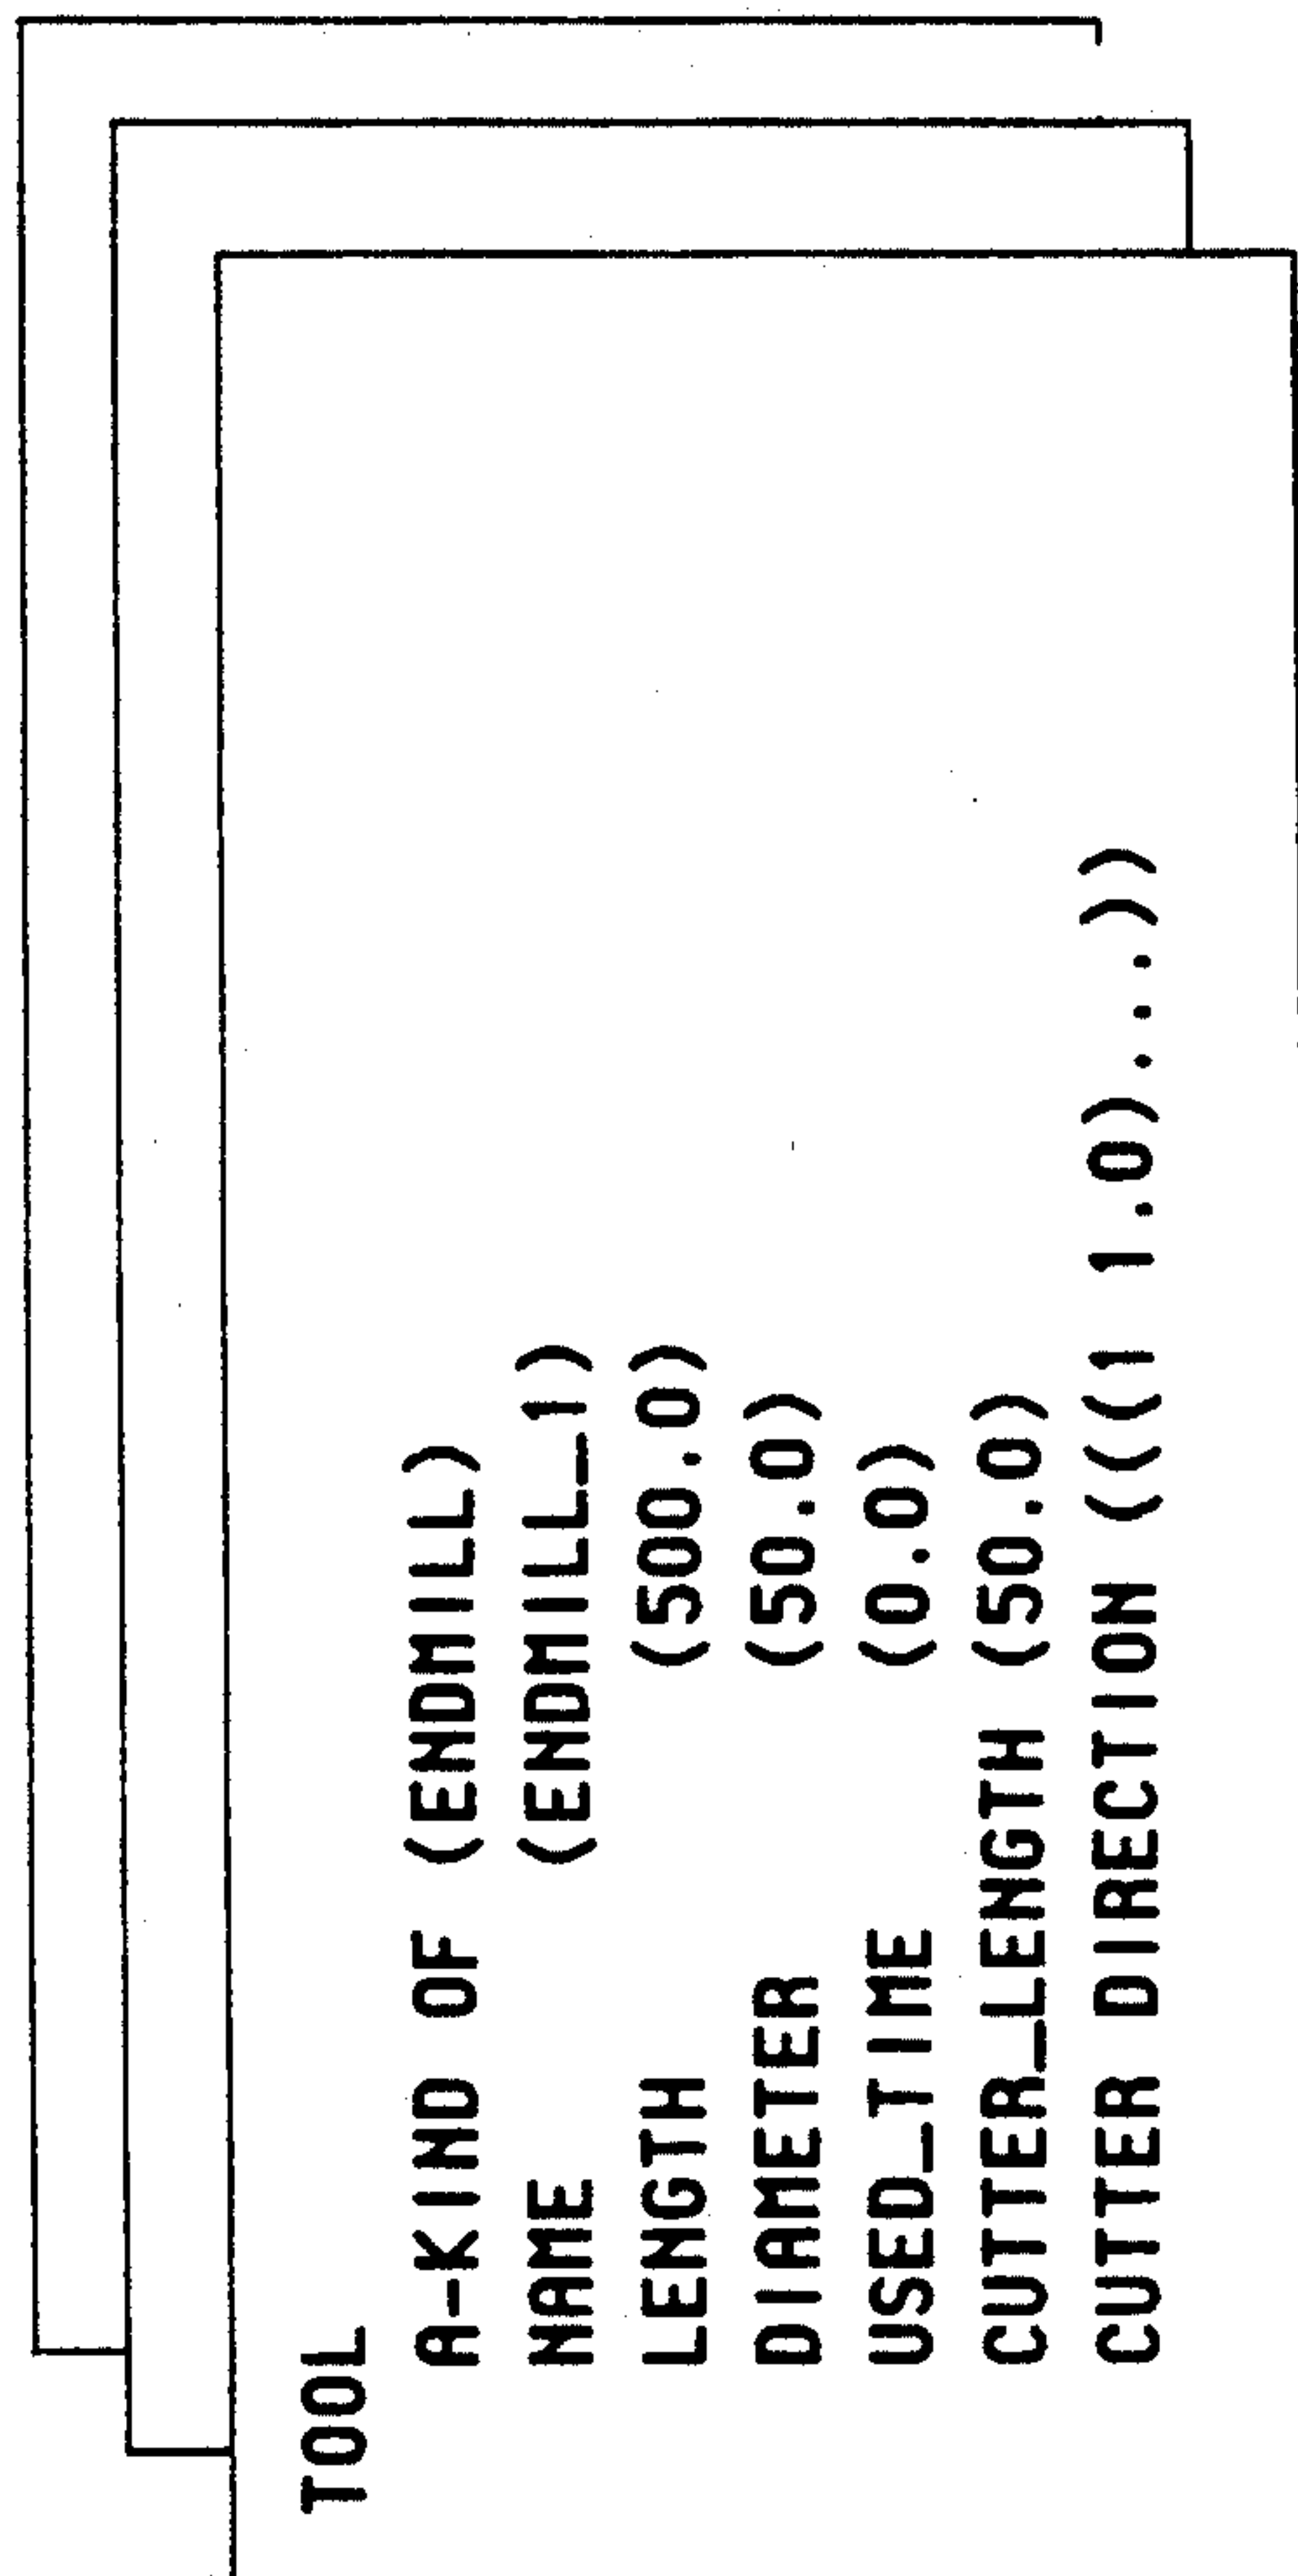 TOOL
A-KIND OF (ENDMILL)
NAME (ENDMILL_1)
LENGTH (500.0)
DIAMETER (50.0)
USED_TIME (0.0)
CUTTER_LENGTH (50.0)
CUTTER DIRECTION (((1 1.0)...))